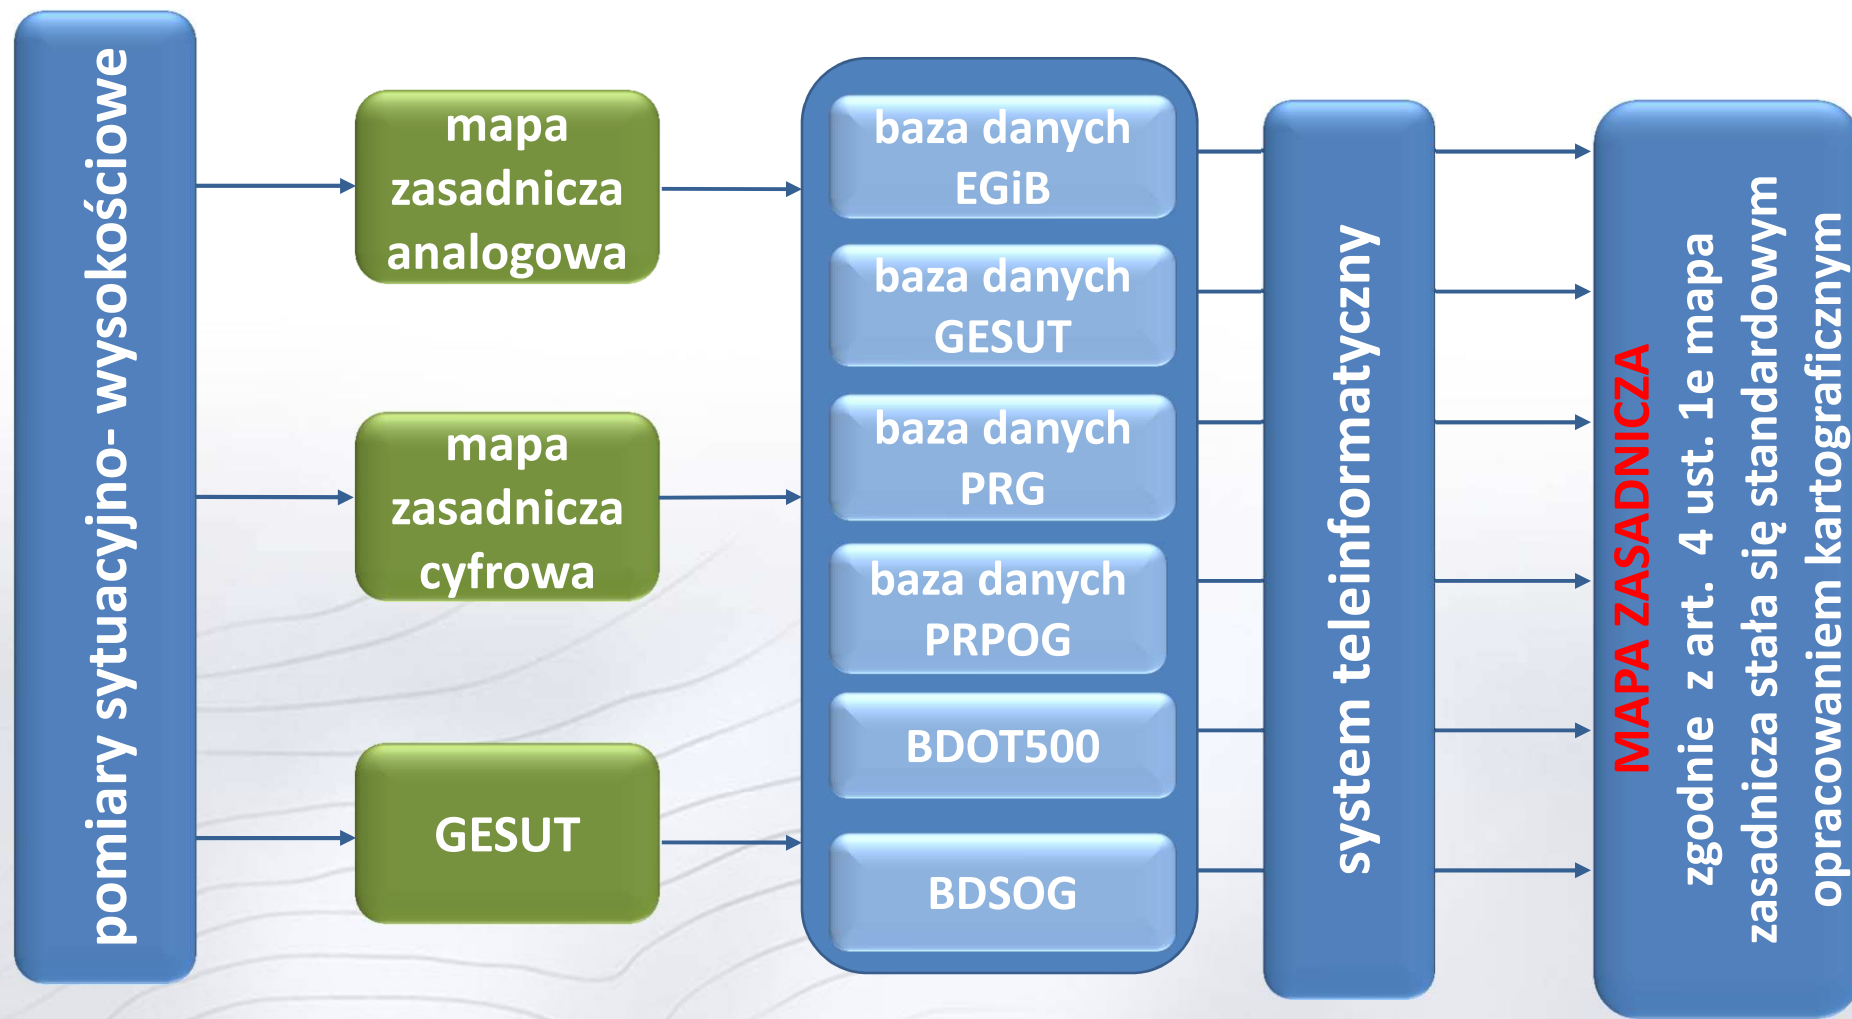 pomiary sytuacyjno- wysokościowe
mapa
zasadnicza
analogowa
mapa
zasadnicza
cyfrowa
GESUT
baza danych
EGiB
baza danych
GESUT
baza danych
PRG
baza danych
PRPOG
BDOT500
BDSOG
system teleinformatyczny
MAPA ZASADNICZA
zgodnie z art. 4 ust. 1e mapa
zasadnicza stała się standardowym
opracowaniem kartograficznym